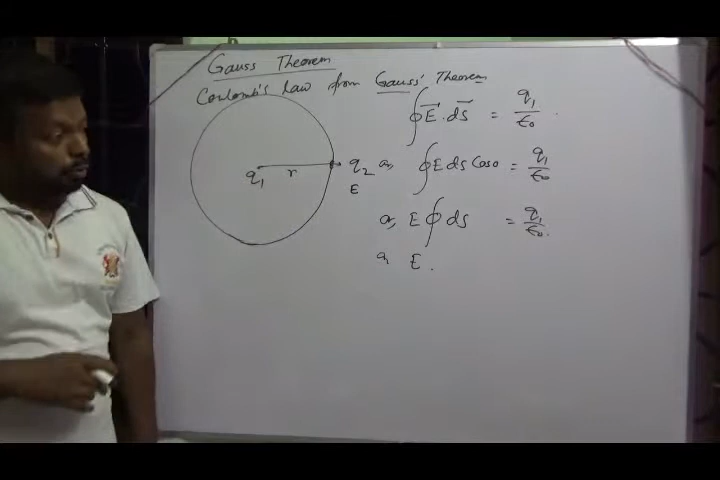 Gauss Theorem
Coulomb's law from Gauss' Theorem
∮ E⃗ . ds⃗ = q₁/ε₀
q₁ r q₂ E
or, ∮ E ds Cos0 = q₁/ε₀
or, E ∮ ds = q₁/ε₀.
or E .